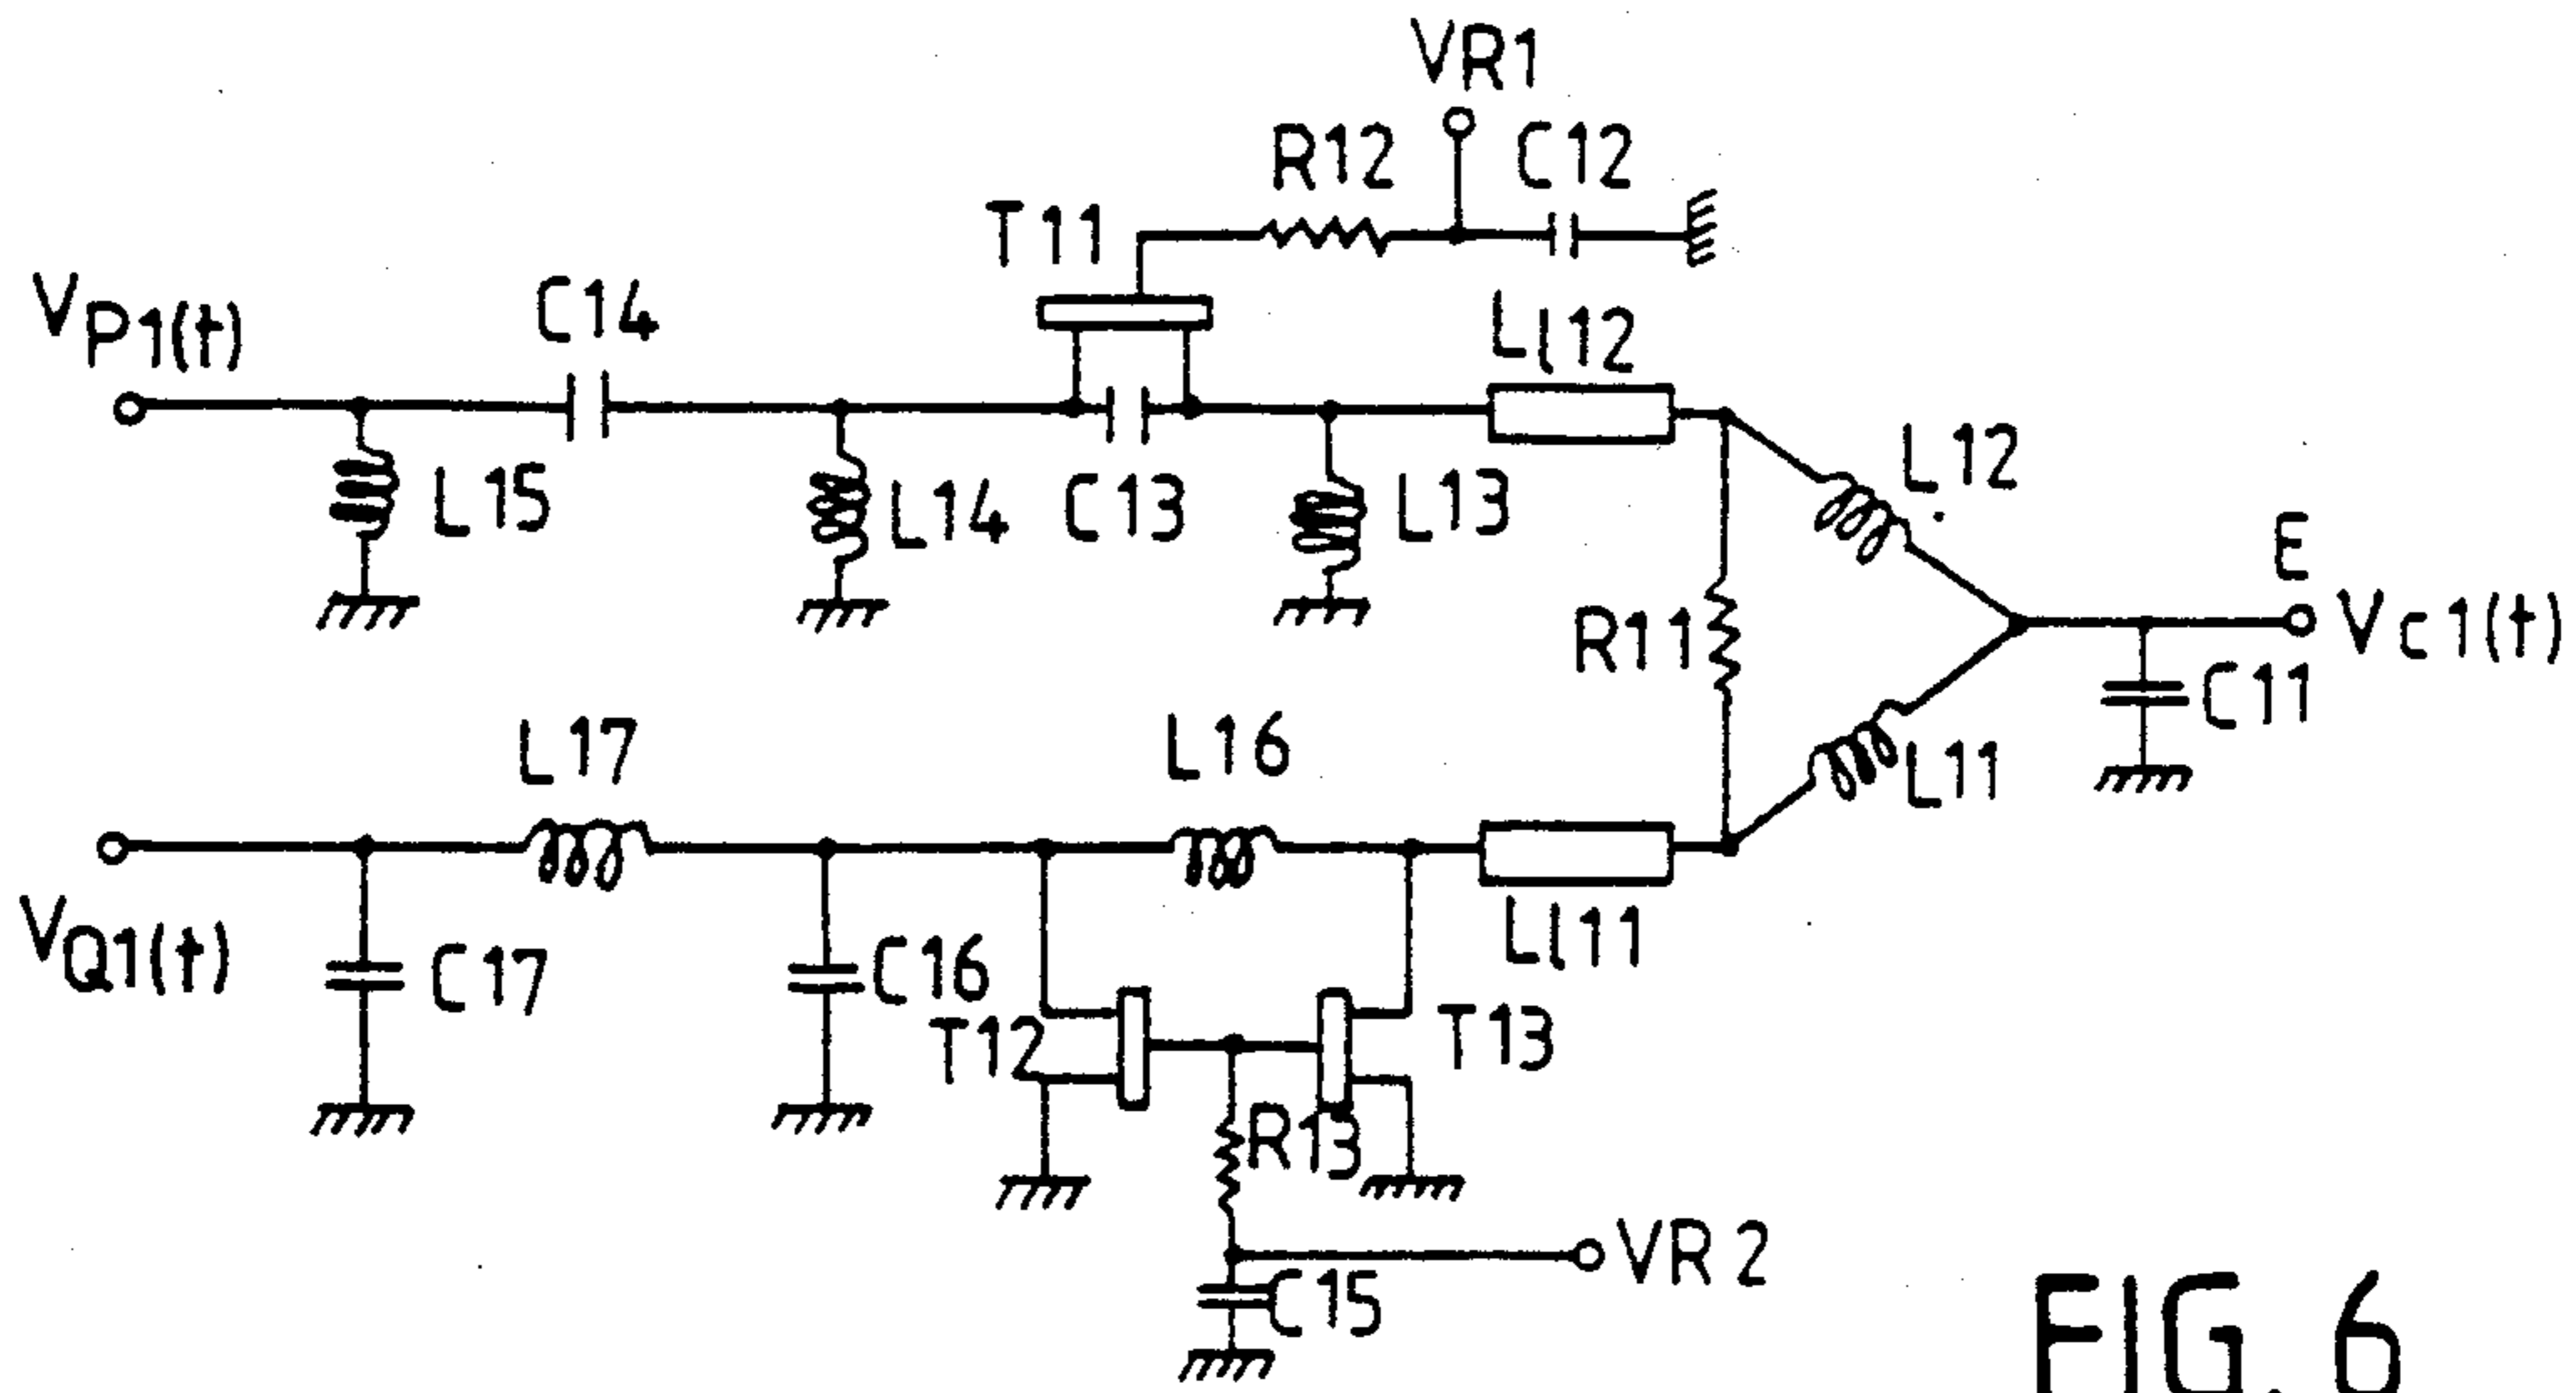 VR1
R12
C12
T11
VP1(t)
C14
Ll12
L15
L14
C13
L13
L12
E
Vc1(t)
R11
C11
L17
L16
L11
VQ1(t)
C17
C16
Ll11
T12
T13
R13
VR 2
C15
FIG. 6